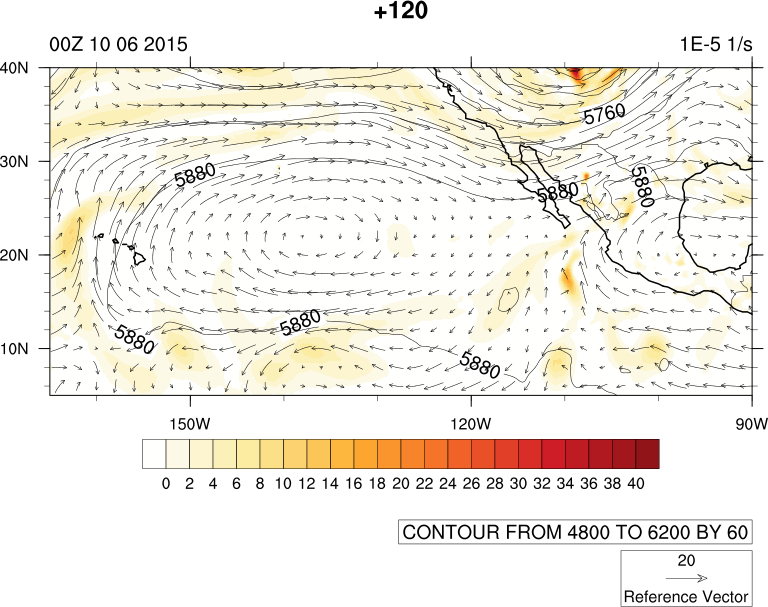 +120
00Z 10 06 2015
1E-5 1/s
40N
5760
30N
5880
5880
5880
20N
5880
5880
5880
10N
150W
120W
90W
0 2 4 6 8 10 12 14 16 18 20 22 24 26 28 30 32 34 36 38 40
CONTOUR FROM 4800 TO 6200 BY 60
20
Reference Vector